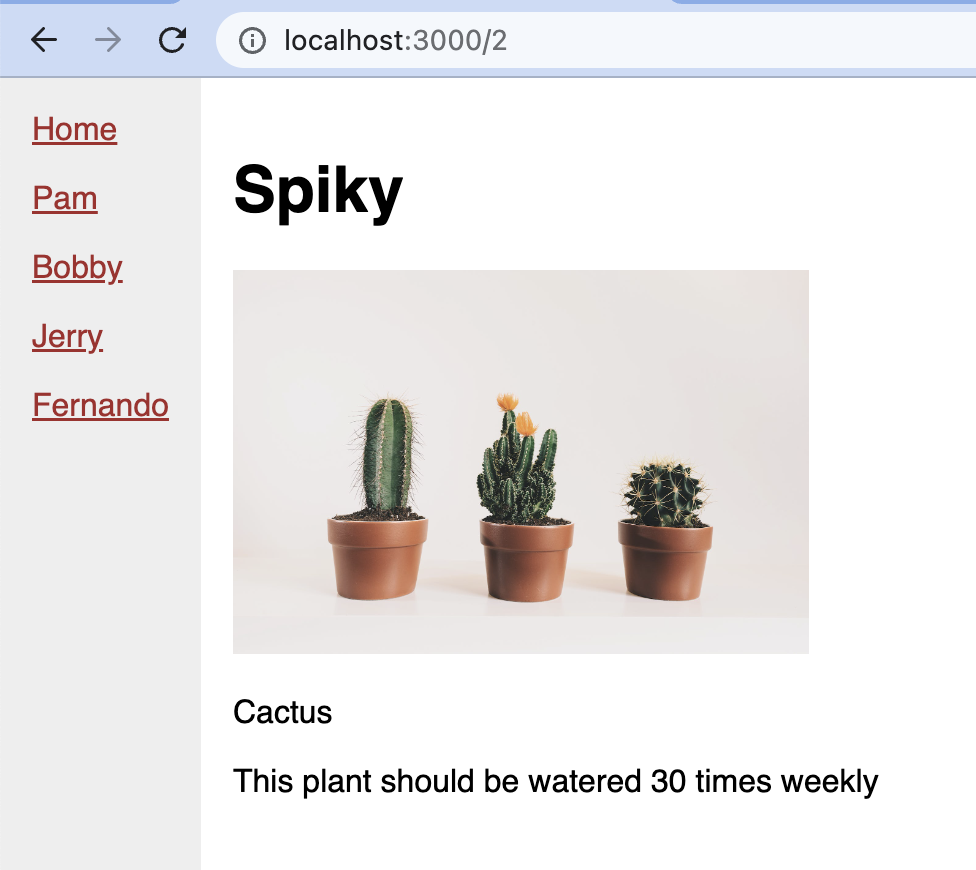 localhost:3000/2
Home
Pam
Bobby
Jerry
Fernando
Spiky
Cactus
This plant should be watered 30 times weekly